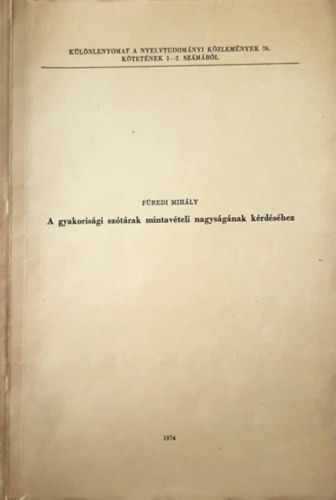 KÜLÖNLENYOMAT A NYELVTUDOMÁNYI KÖZLEMÉNYEK 76.
KÖTETÉNEK 1–2. SZÁMÁBÓL
FÜREDI MIHÁLY
A gyakorisági szótárak mintavételi nagyságának kérdéséhez
1974